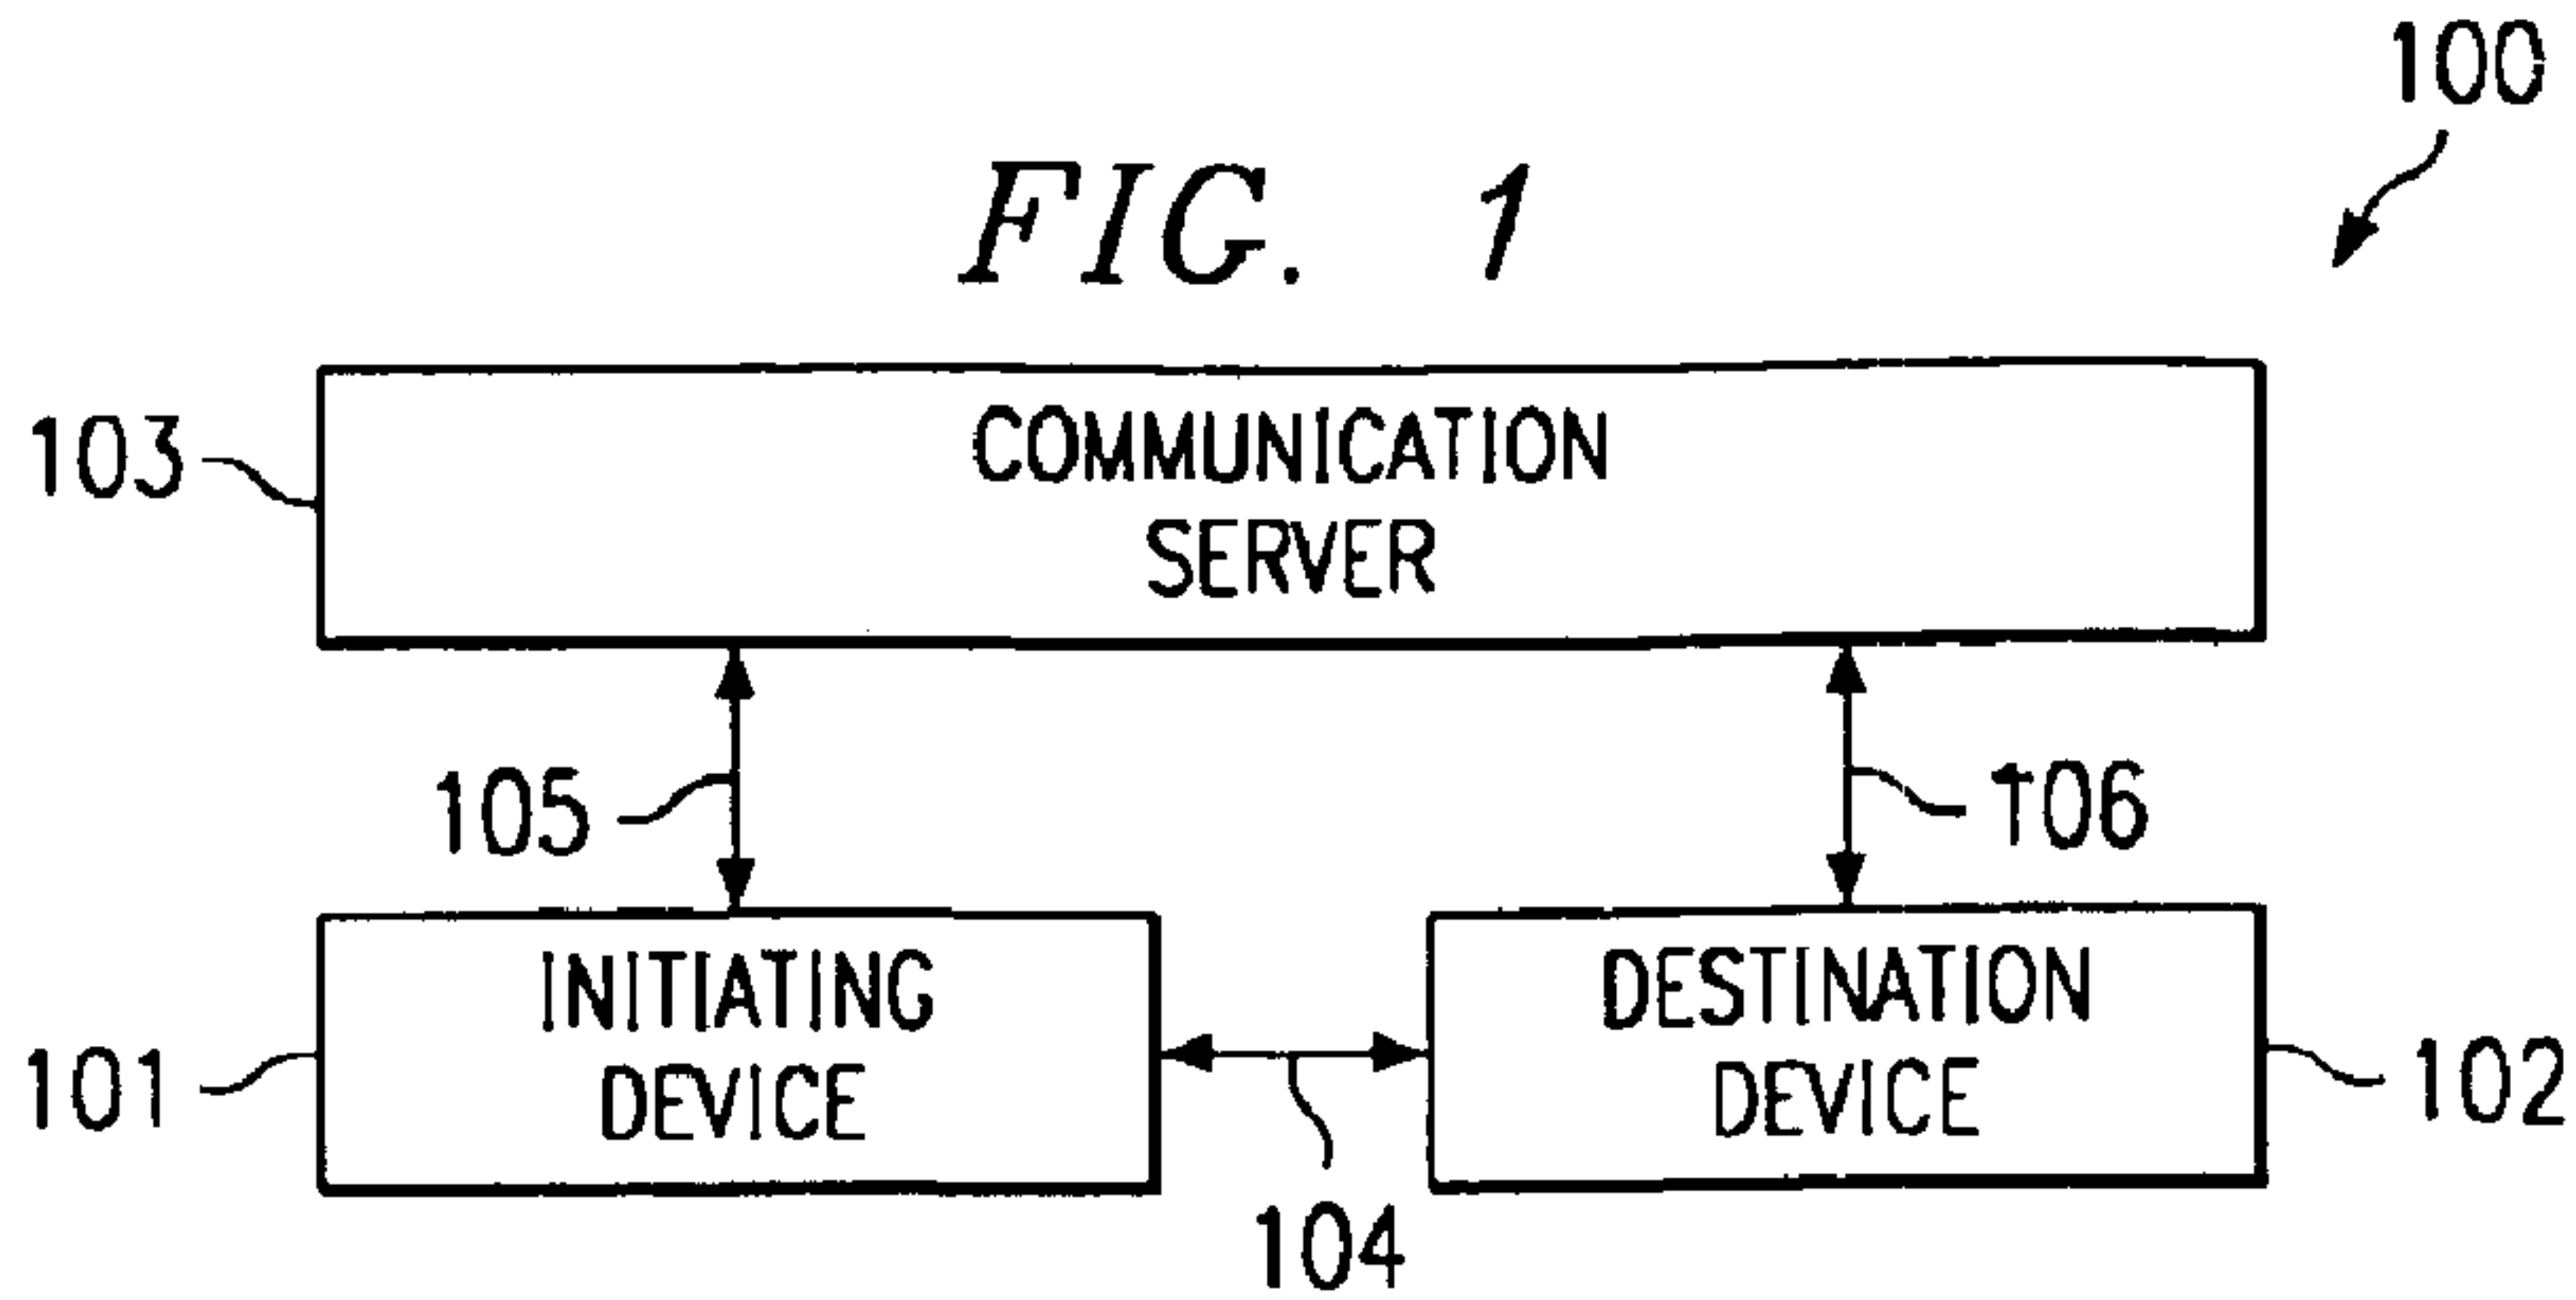 100
FIG. 1
103
COMMUNICATION
SERVER
105
106
INITIATING
DEVICE
DESTINATION
DEVICE
101
102
104